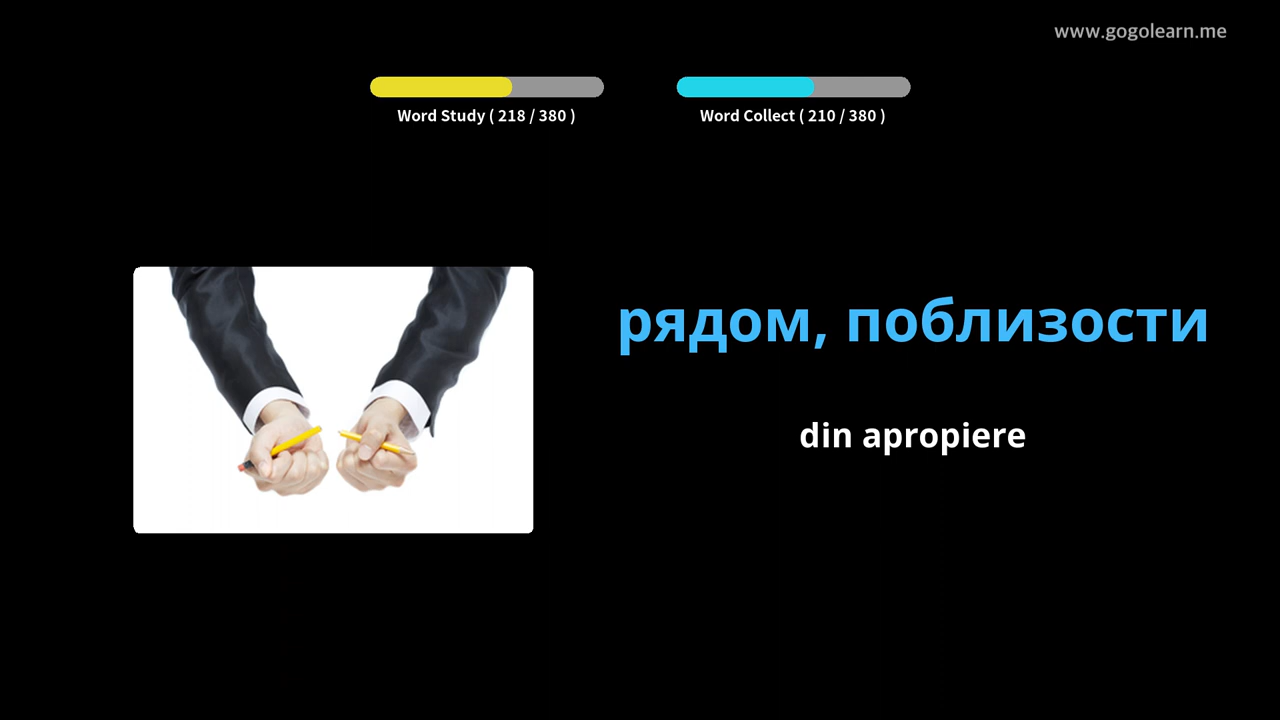 www.gogolearn.me
Word Study ( 218 / 380 )
Word Collect ( 210 / 380 )
рядом, поблизости
din apropiere